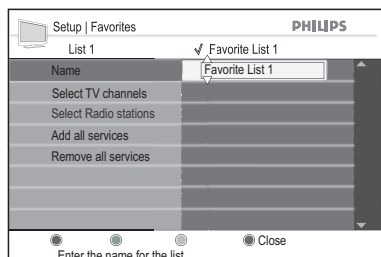 Setup | Favorites PHILIPS
List 1 √ Favorite List 1
Name Favorite List 1
Select TV channels
Select Radio stations
Add all services
Remove all services
Close
Enter the name for the list